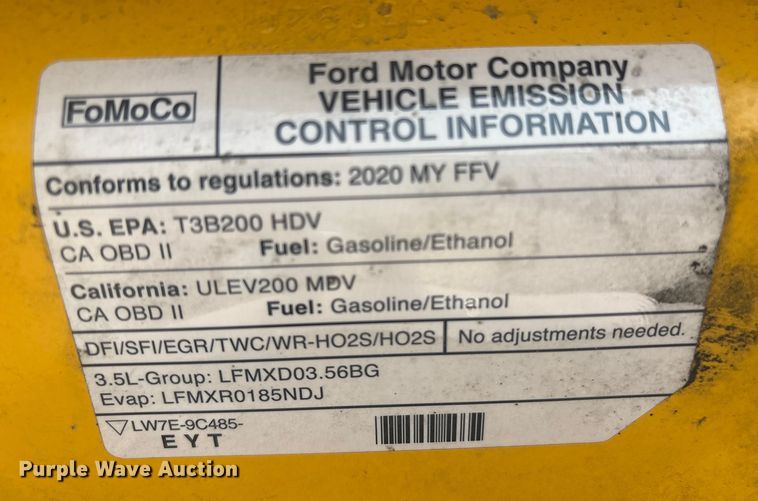 FoMoCo
Ford Motor Company
VEHICLE EMISSION
CONTROL INFORMATION
Conforms to regulations: 2020 MY FFV
U.S. EPA: T3B200 HDV
CA OBD II Fuel: Gasoline/Ethanol
California: ULEV200 MDV
CA OBD II Fuel: Gasoline/Ethanol
DFI/SFI/EGR/TWC/WR-HO2S/HO2S No adjustments needed.
3.5L-Group: LFMXD03.56BG
Evap: LFMXR0185NDJ
LW7E-9C485-
EYT
Purple Wave Auction